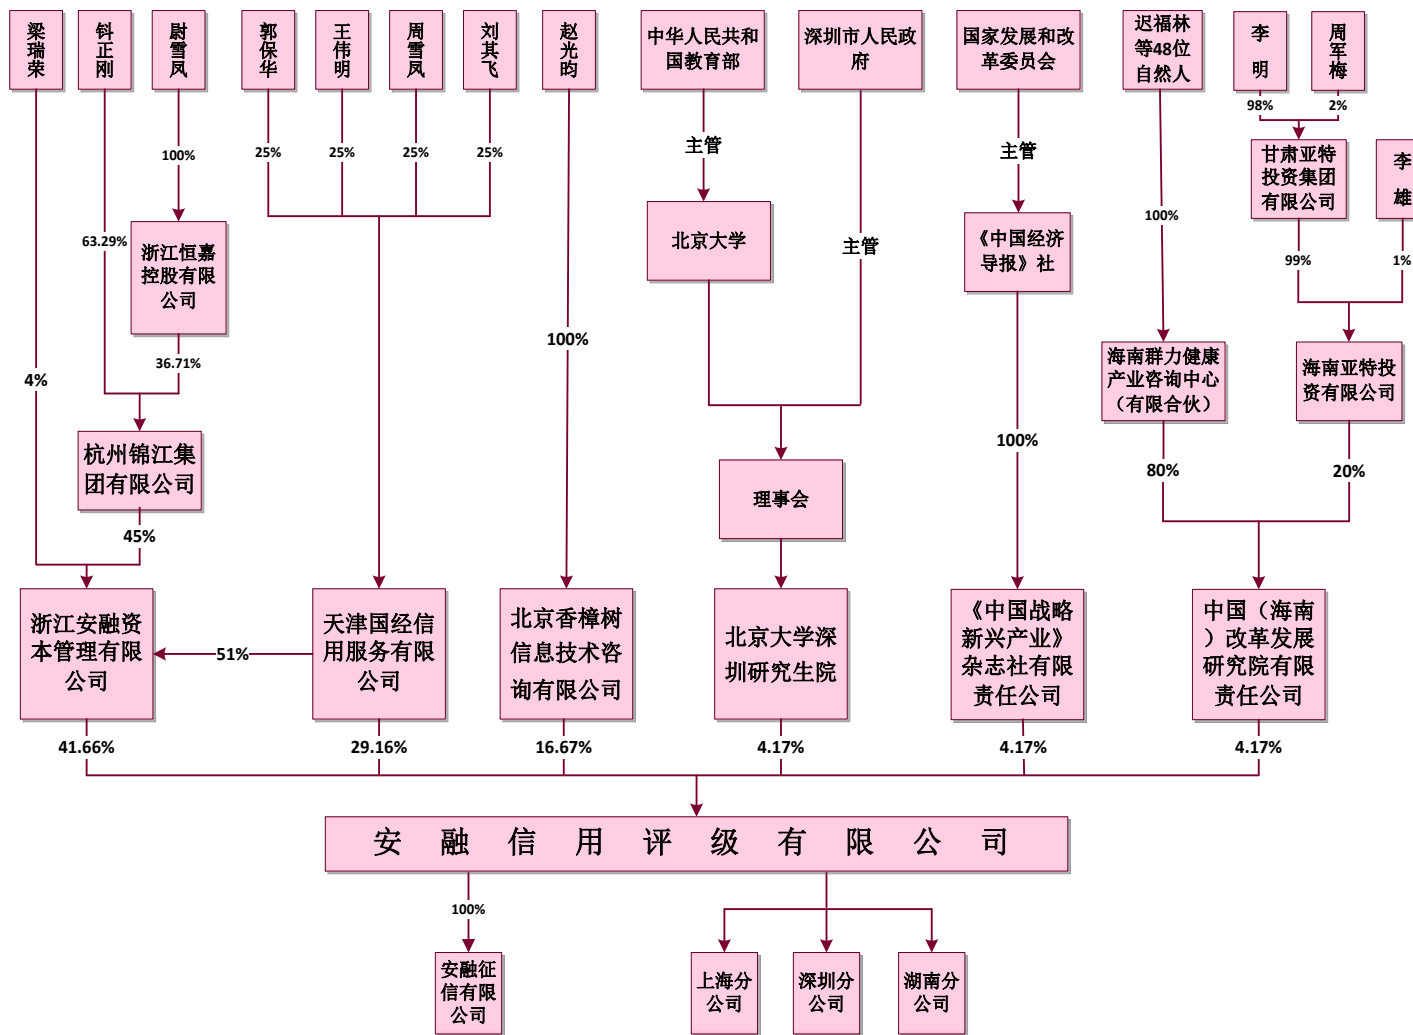 梁瑞荣
钭正刚
尉雪凤
郭保华
王伟明
周雪凤
刘其飞
赵光昀
中华人民共和
国教育部
深圳市人民政
府
国家发展和改
革委员会
迟福林
等48位
自然人
李
明
周军梅
98%
2%
100%
25%
25%
25%
25%
主管
主管
甘肃亚特
投资集团
有限公司
李
雄
63.29%
浙江恒嘉
控股有限
公司
北京大学
主管
《中国经济
导报》社
100%
99%
1%
4%
36.71%
100%
海南群力健康
产业咨询中心
（有限合伙）
海南亚特投
资有限公司
杭州锦江集
团有限公司
100%
80%
20%
理事会
45%
浙江安融资
本管理有限
公司
51%
天津国经信
用服务有限
公司
北京香樟树
信息技术咨
询有限公司
北京大学深
圳研究生院
《中国战略
新兴产业》
杂志社有限
责任公司
中国（海南
）改革发展
研究院有限
责任公司
41.66%
29.16%
16.67%
4.17%
4.17%
4.17%
安融信用评级有限公司
100%
安融征
信有限
公司
上海分
公司
深圳分
公司
湖南分
公司